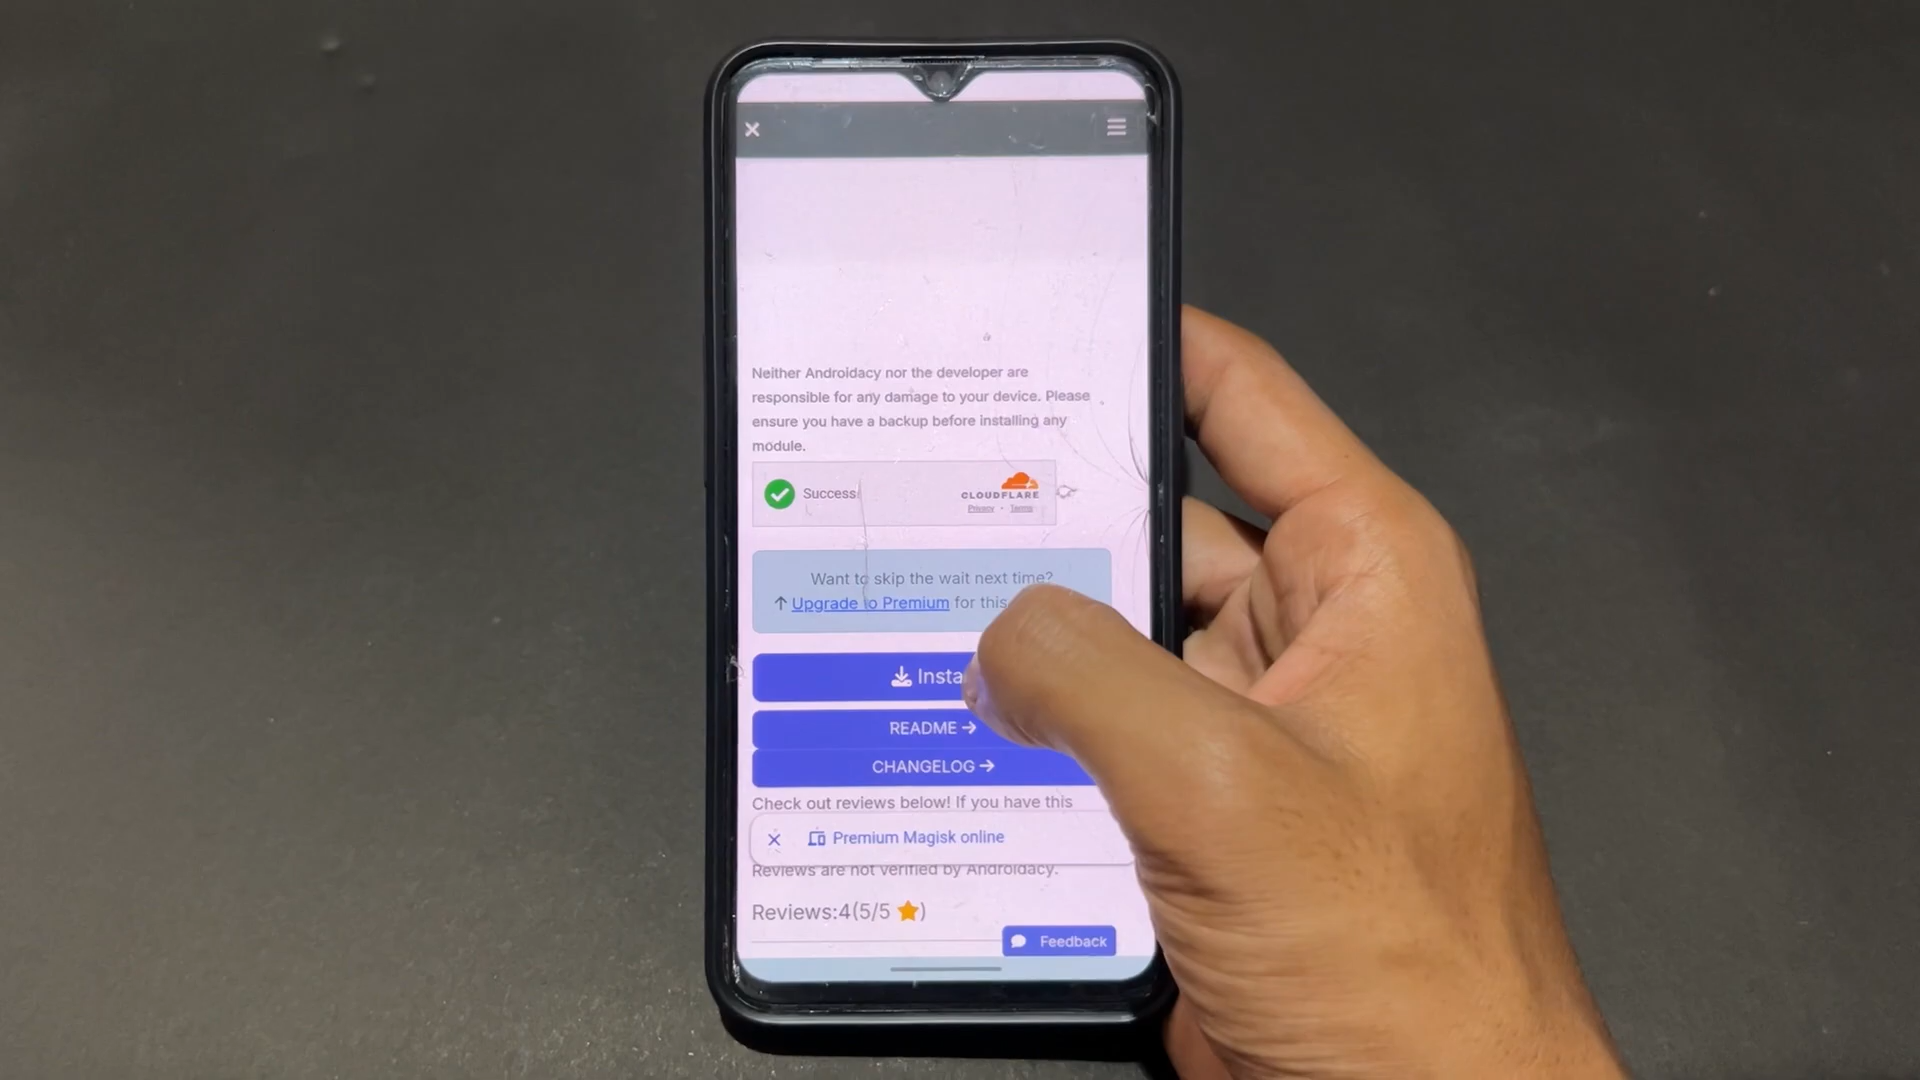 Neither Androidacy nor the developer are
responsible for any damage to your device. Please
ensure you have a backup before installing any
module.
Success!
CLOUDFLARE
Privacy • Terms
Want to skip the wait next time?
↑ Upgrade to Premium for this
Insta
README →
CHANGELOG →
Check out reviews below! If you have this
Premium Magisk online
Reviews are not verified by Androidacy.
Reviews:4(5/5 ★)
Feedback